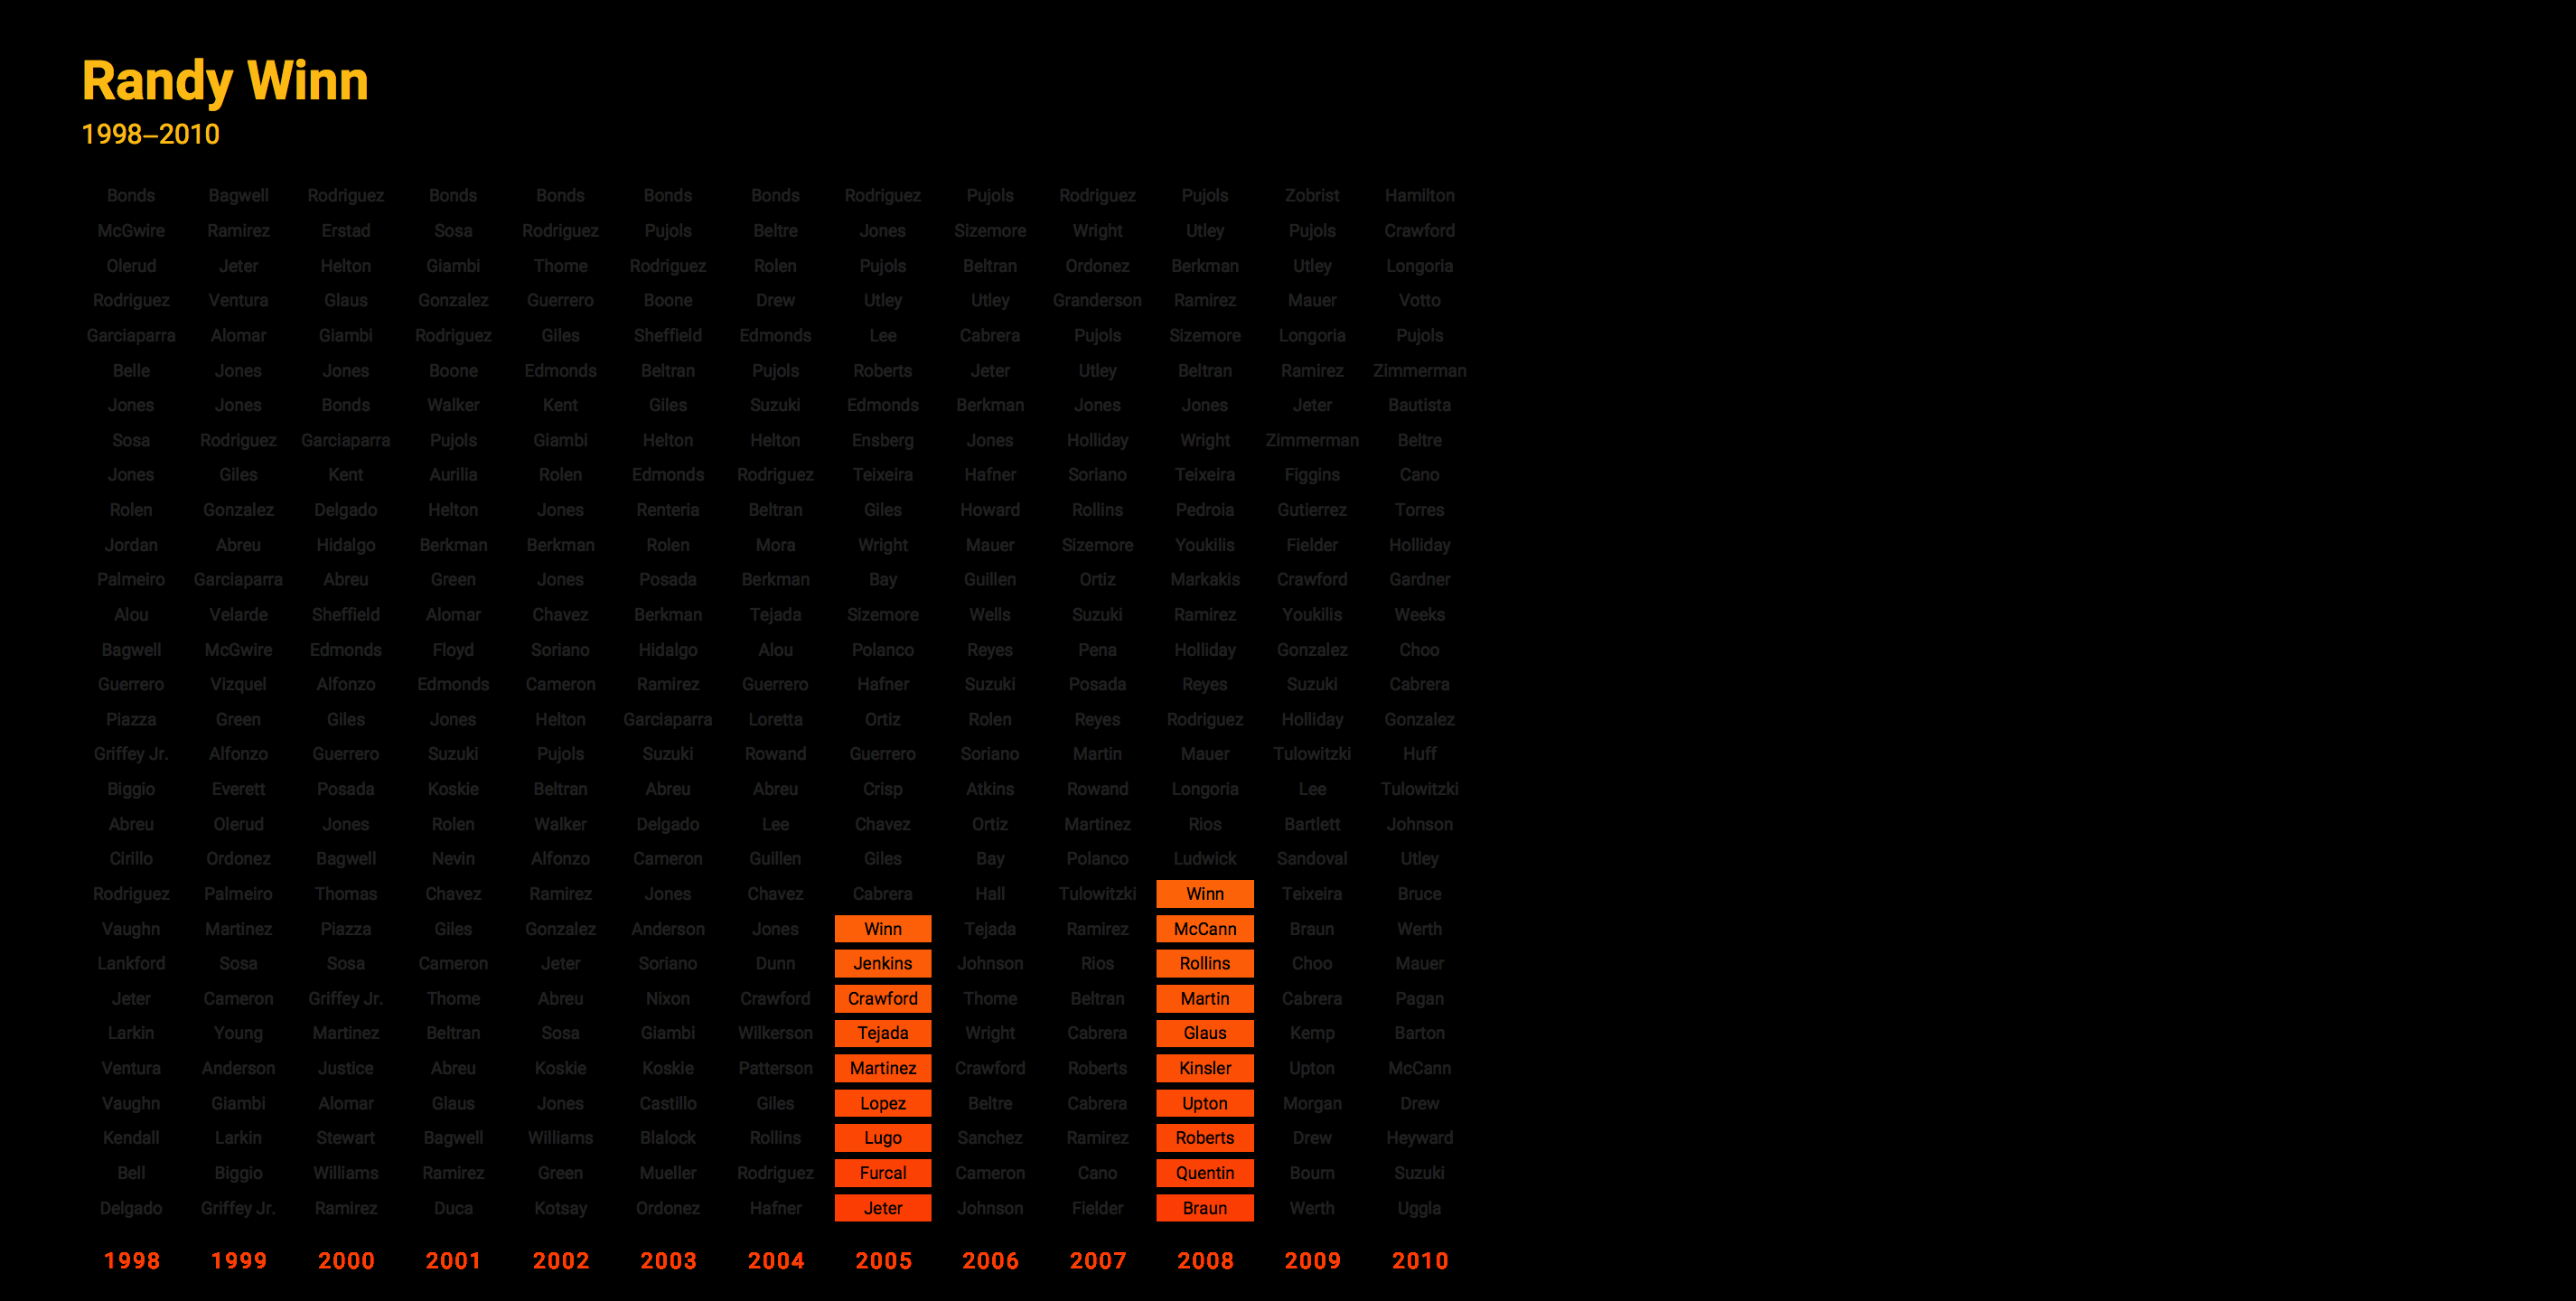 Randy Winn
1998–2010
Bonds Bagwell Rodriguez Bonds Bonds Bonds Bonds Rodriguez Pujols Rodriguez Pujols Zobrist Hamilton
McGwire Ramirez Erstad Sosa Rodriguez Pujols Beltre Jones Sizemore Wright Utley Pujols Crawford
Olerud Jeter Helton Giambi Thome Rodriguez Rolen Pujols Beltran Ordonez Berkman Utley Longoria
Rodriguez Ventura Glaus Gonzalez Guerrero Boone Drew Utley Utley Granderson Ramirez Mauer Votto
Garciaparra Alomar Giambi Rodriguez Giles Sheffield Edmonds Lee Cabrera Pujols Sizemore Longoria Pujols
Belle Jones Jones Boone Edmonds Beltran Pujols Roberts Jeter Utley Beltran Ramirez Zimmerman
Jones Jones Bonds Walker Kent Giles Suzuki Edmonds Berkman Jones Jones Jeter Bautista
Sosa Rodriguez Garciaparra Pujols Giambi Helton Helton Ensberg Jones Holliday Wright Zimmerman Beltre
Jones Giles Kent Aurilia Rolen Edmonds Rodriguez Teixeira Hafner Soriano Teixeira Figgins Cano
Rolen Gonzalez Delgado Helton Jones Renteria Beltran Giles Howard Rollins Pedroia Gutierrez Torres
Jordan Abreu Hidalgo Berkman Berkman Rolen Mora Wright Mauer Sizemore Youkilis Fielder Holliday
Palmeiro Garciaparra Abreu Green Jones Posada Berkman Bay Guillen Ortiz Markakis Crawford Gardner
Alou Velarde Sheffield Alomar Chavez Berkman Tejada Sizemore Wells Suzuki Ramirez Youkilis Weeks
Bagwell McGwire Edmonds Floyd Soriano Hidalgo Alou Polanco Reyes Pena Holliday Gonzalez Choo
Guerrero Vizquel Alfonzo Edmonds Cameron Ramirez Guerrero Hafner Suzuki Posada Reyes Suzuki Cabrera
Piazza Green Giles Jones Helton Garciaparra Loretta Ortiz Rolen Reyes Rodriguez Holliday Gonzalez
Griffey Jr. Alfonzo Guerrero Suzuki Pujols Suzuki Rowand Guerrero Soriano Martin Mauer Tulowitzki Huff
Biggio Everett Posada Koskie Beltran Abreu Abreu Crisp Atkins Rowand Longoria Lee Tulowitzki
Abreu Olerud Jones Rolen Walker Delgado Lee Chavez Ortiz Martinez Rios Bartlett Johnson
Cirillo Ordonez Bagwell Nevin Alfonzo Cameron Guillen Giles Bay Polanco Ludwick Sandoval Utley
Rodriguez Palmeiro Thomas Chavez Ramirez Jones Chavez Cabrera Hall Tulowitzki Winn Teixeira Bruce
Vaughn Martinez Piazza Giles Gonzalez Anderson Jones Winn Tejada Ramirez McCann Braun Werth
Lankford Sosa Sosa Cameron Jeter Soriano Dunn Jenkins Johnson Rios Rollins Choo Mauer
Jeter Cameron Griffey Jr. Thome Abreu Nixon Crawford Crawford Thome Beltran Martin Cabrera Pagan
Larkin Young Martinez Beltran Sosa Giambi Wilkerson Tejada Wright Cabrera Glaus Kemp Barton
Ventura Anderson Justice Abreu Koskie Koskie Patterson Martinez Crawford Roberts Kinsler Upton McCann
Vaughn Giambi Alomar Glaus Jones Castillo Giles Lopez Beltre Cabrera Upton Morgan Drew
Kendall Larkin Stewart Bagwell Williams Blalock Rollins Lugo Sanchez Ramirez Roberts Drew Heyward
Bell Biggio Williams Ramirez Green Mueller Rodriguez Furcal Cameron Cano Quentin Bourn Suzuki
Delgado Griffey Jr. Ramirez Duca Kotsay Ordonez Hafner Jeter Johnson Fielder Braun Werth Uggla
1998 1999 2000 2001 2002 2003 2004 2005 2006 2007 2008 2009 2010